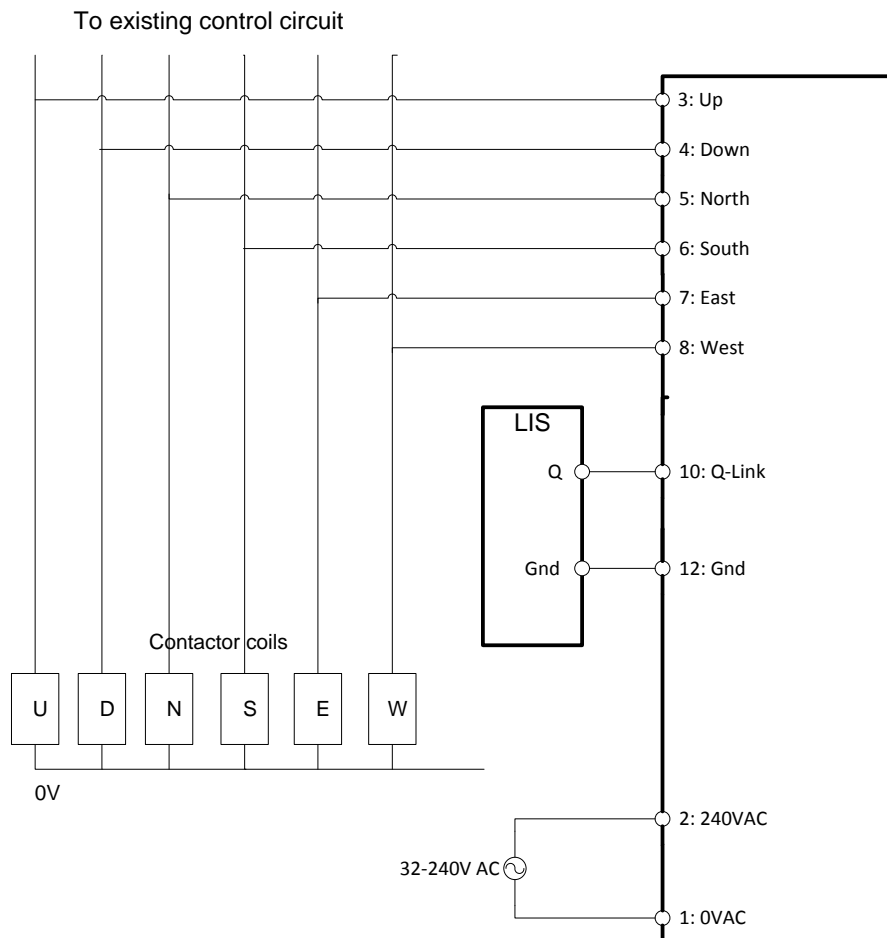 To existing control circuit
3: Up
4: Down
5: North
6: South
7: East
8: West
LIS
Q
10: Q-Link
Gnd
12: Gnd
Contactor coils
U D N S E W
0V
2: 240VAC
32-240V AC
1: 0VAC